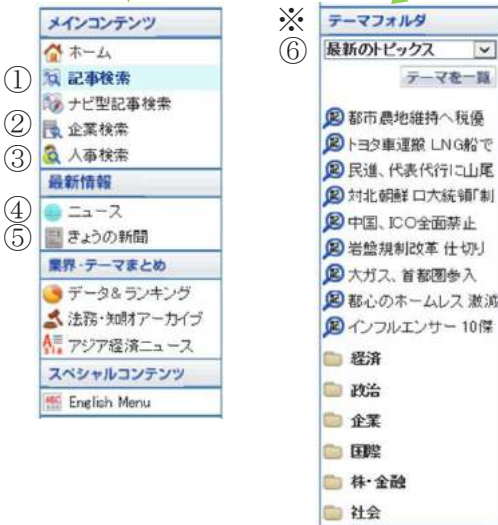 メインコンテンツ
ホーム
① 記事検索
ナビ型記事検索
② 企業検索
③ 人事検索
最新情報
④ ニュース
⑤ きょうの新聞
業界・テーマまとめ
データ&ランキング
法務・知財アーカイブ
アジア経済ニュース
スペシャルコンテンツ
English Menu
※ テーマフォルダ
⑥ 最新のトピックス
テーマを一覧
都市農地維持へ税優
トヨタ車運搬 LNG船で
民進、代表代行に山尾
対北朝鮮 ロ大統領「制
中国、ICO全面禁止
岩盤規制改革 仕切り
大ガス、首都圏参入
都心のホームレス 激減
インフルエンサー 10傑
経済
政治
企業
国際
株・金融
社会